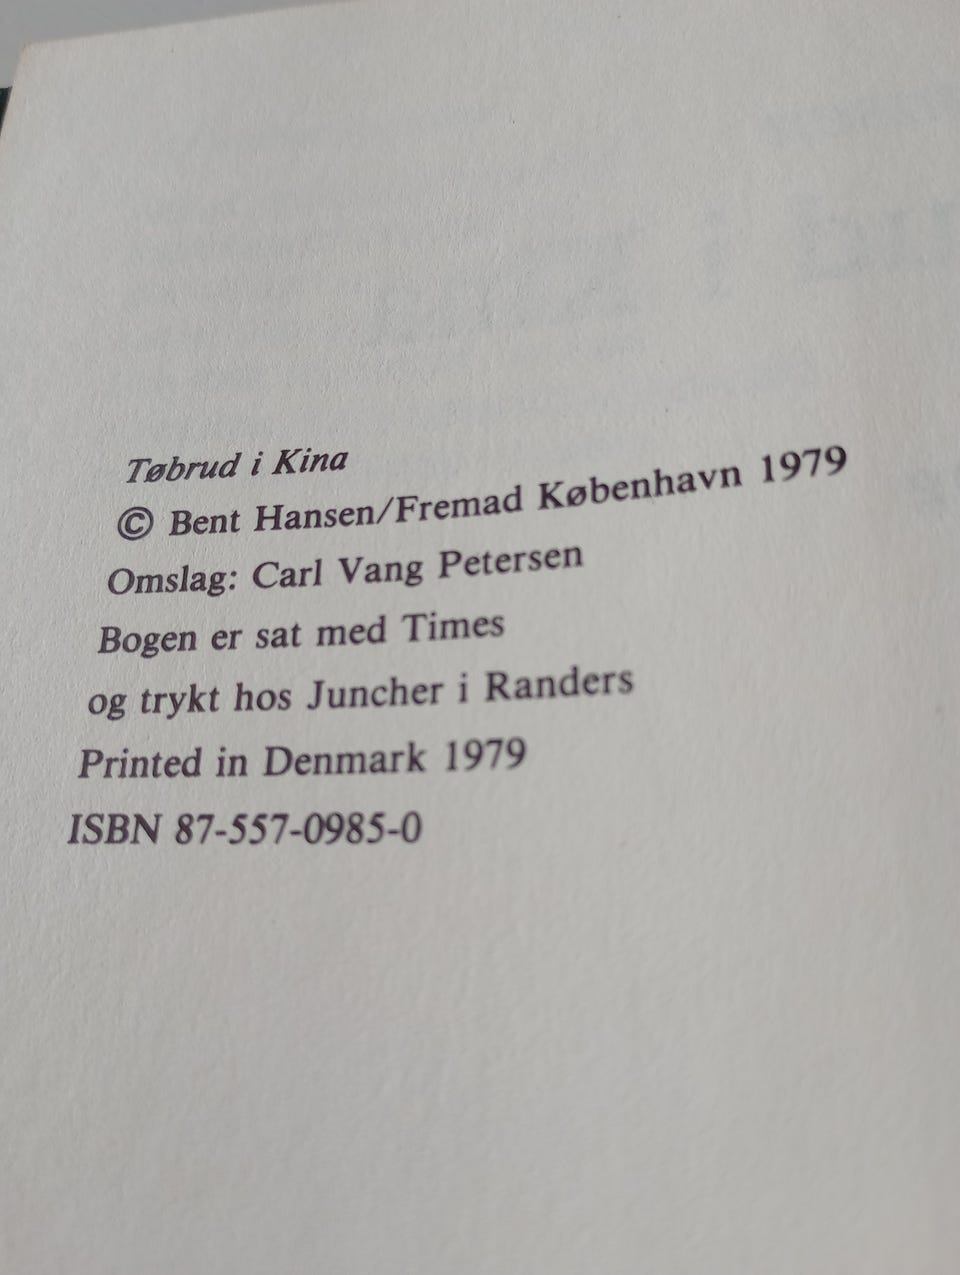 Tøbrud i Kina
© Bent Hansen/Fremad København 1979
Omslag: Carl Vang Petersen
Bogen er sat med Times
og trykt hos Juncher i Randers
Printed in Denmark 1979
ISBN 87-557-0985-0